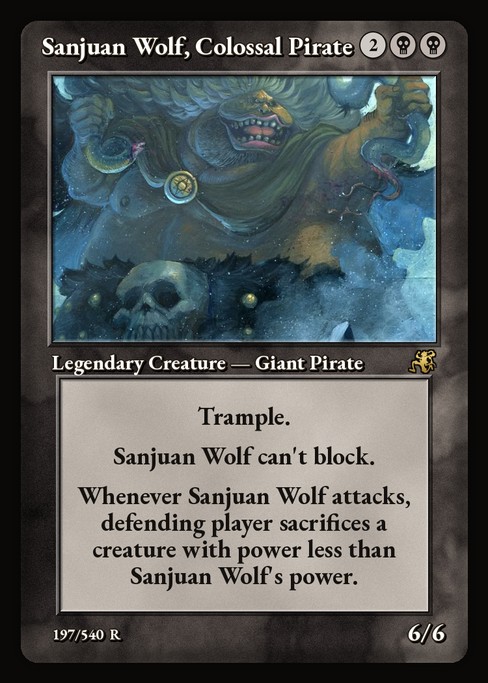 Sanjuan Wolf, Colossal Pirate 2
Legendary Creature — Giant Pirate
Trample.
Sanjuan Wolf can't block.
Whenever Sanjuan Wolf attacks,
defending player sacrifices a
creature with power less than
Sanjuan Wolf's power.
197/540 R
6/6